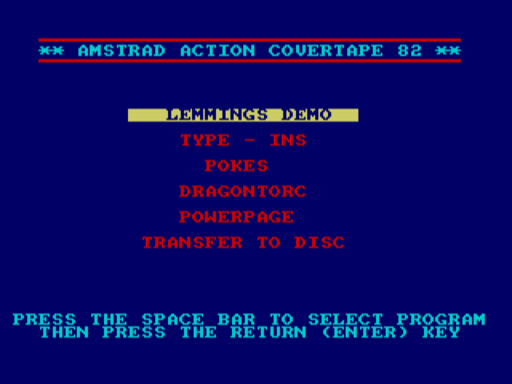 ** AMSTRAD ACTION COVERTAPE 82 **
LEMMINGS DEMO
TYPE - INS
POKES
DRAGONTORC
POWERPAGE
TRANSFER TO DISC
PRESS THE SPACE BAR TO SELECT PROGRAM
THEN PRESS THE RETURN (ENTER) KEY